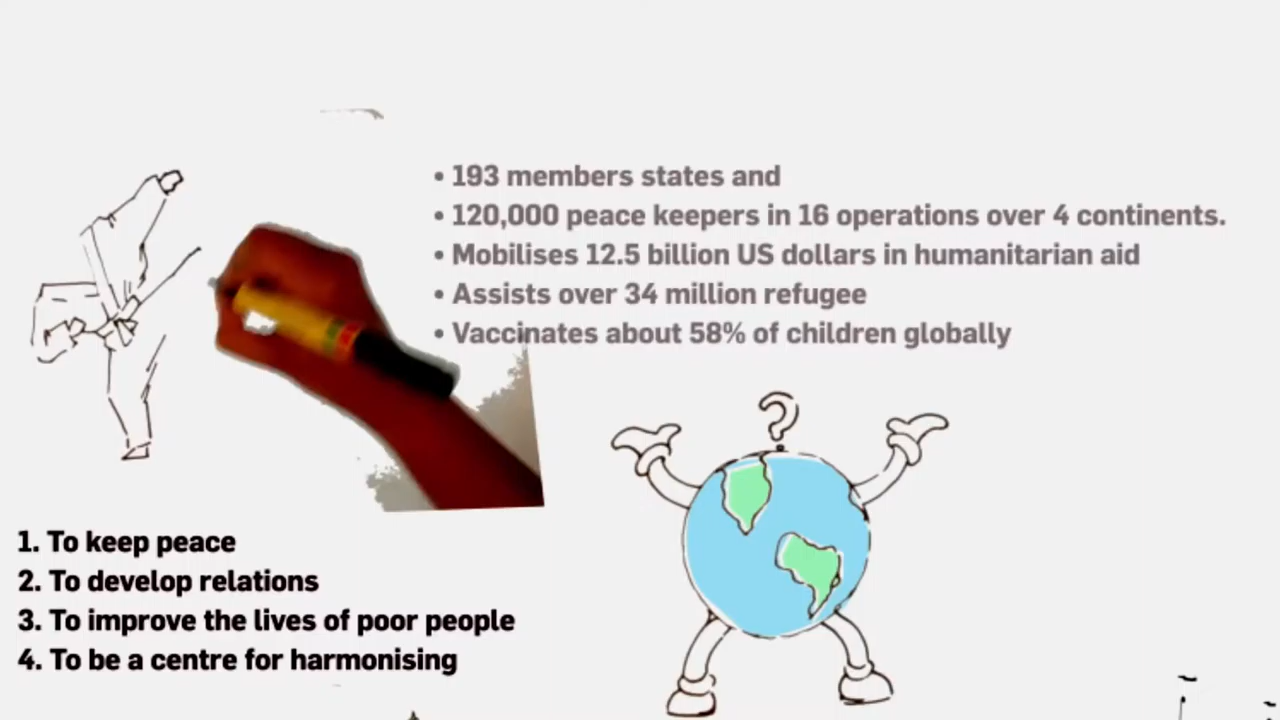 • 193 members states and
• 120,000 peace keepers in 16 operations over 4 continents.
• Mobilises 12.5 billion US dollars in humanitarian aid
• Assists over 34 million refugee
• Vaccinates about 58% of children globally
?
1. To keep peace
2. To develop relations
3. To improve the lives of poor people
4. To be a centre for harmonising